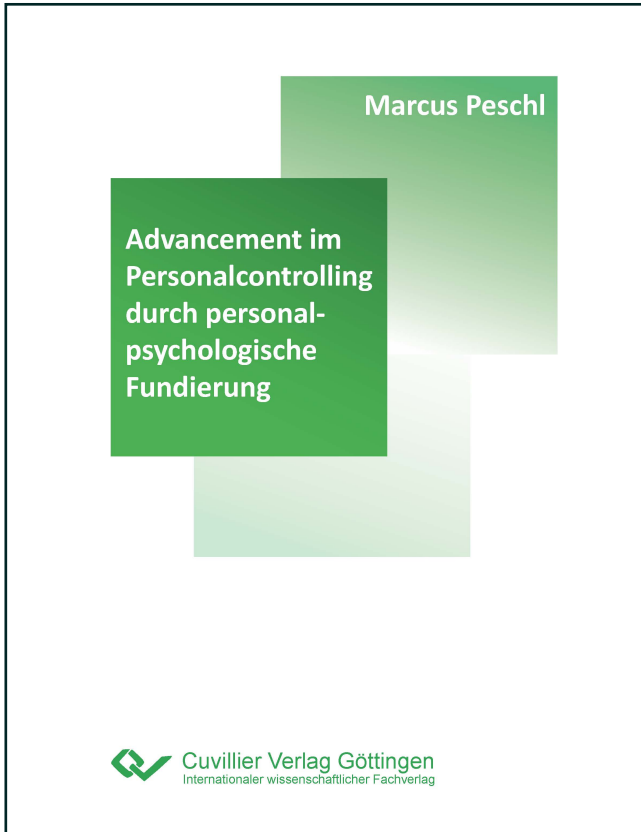 Marcus Peschl
Advancement im
Personalcontrolling
durch personal-
psychologische
Fundierung
Cuvillier Verlag Göttingen
Internationaler wissenschaftlicher Fachverlag